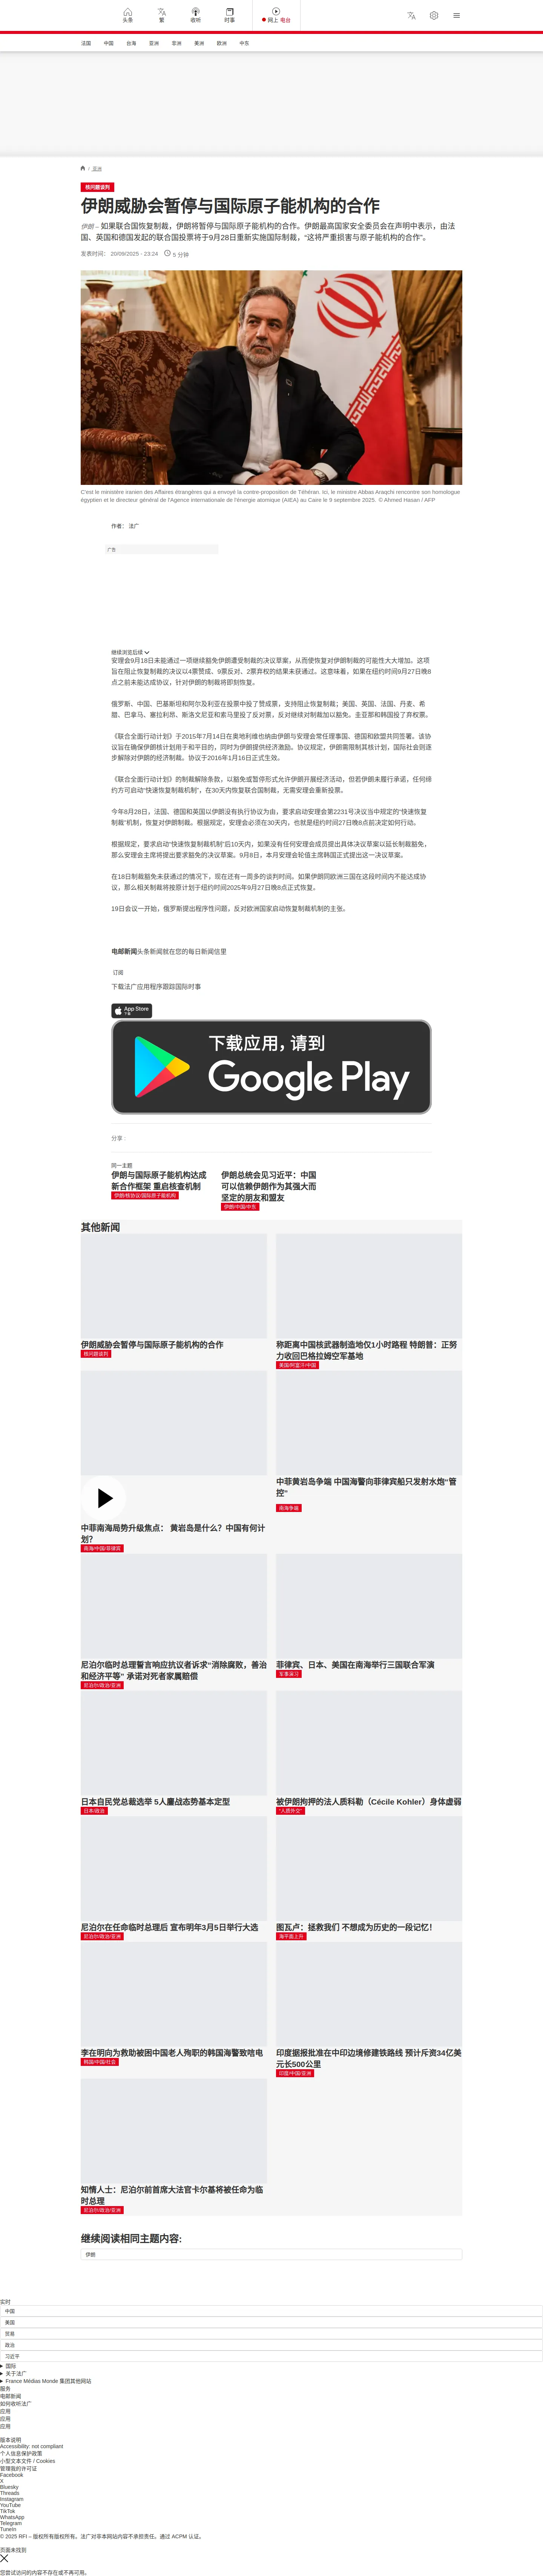 头条
繁
收听
时事
网上 电台
法国
中国
台海
亚洲
非洲
美洲
欧洲
中东
/ 亚洲
核问题谈判
伊朗威胁会暂停与国际原子能机构的合作
伊朗 – 如果联合国恢复制裁，伊朗将暂停与国际原子能机构的合作。伊朗最高国家安全委员会在声明中表示，由法
国、英国和德国发起的联合国投票将于9月28日重新实施国际制裁，“这将严重损害与原子能机构的合作”。
发表时间： 20/09/2025 - 23:24
5 分钟
C'est le ministère iranien des Affaires étrangères qui a envoyé la contre-proposition de Téhéran. Ici, le ministre Abbas Araqchi rencontre son homologue
égyptien et le directeur général de l'Agence internationale de l'énergie atomique (AIEA) au Caire le 9 septembre 2025. © Ahmed Hasan / AFP
作者： 法广
广告
继续浏览后续
安理会9月18日未能通过一项继续豁免伊朗遭受制裁的决议草案，从而使恢复对伊朗制裁的可能性大大增加。这项
旨在阻止恢复制裁的决议以4票赞成、9票反对、2票弃权的结果未获通过。这意味着，如果在纽约时间9月27日晚8
点之前未能达成协议，针对伊朗的制裁将即刻恢复。
俄罗斯、中国、巴基斯坦和阿尔及利亚在投票中投了赞成票，支持阻止恢复制裁；美国、英国、法国、丹麦、希
腊、巴拿马、塞拉利昂、斯洛文尼亚和索马里投了反对票，反对继续对制裁加以豁免。圭亚那和韩国投了弃权票。
《联合全面行动计划》于2015年7月14日在奥地利维也纳由伊朗与安理会常任理事国、德国和欧盟共同签署。该协
议旨在确保伊朗核计划用于和平目的，同时为伊朗提供经济激励。协议规定，伊朗需限制其核计划，国际社会则逐
步解除对伊朗的经济制裁。协议于2016年1月16日正式生效。
《联合全面行动计划》的制裁解除条款，以豁免或暂停形式允许伊朗开展经济活动，但若伊朗未履行承诺，任何缔
约方可启动“快速恢复制裁机制”，在30天内恢复联合国制裁，无需安理会重新投票。
今年8月28日，法国、德国和英国以伊朗没有执行协议为由，要求启动安理会第2231号决议当中规定的“快速恢复
制裁”机制，恢复对伊朗制裁。根据规定，安理会必须在30天内，也就是纽约时间27日晚8点前决定如何行动。
根据规定，要求启动“快速恢复制裁机制”后10天内，如果没有任何安理会成员提出具体决议草案以延长制裁豁免，
那么安理会主席将提出要求豁免的决议草案。9月8日，本月安理会轮值主席韩国正式提出这一决议草案。
在18日制裁豁免未获通过的情况下，现在还有一周多的谈判时间。如果伊朗同欧洲三国在这段时间内不能达成协
议，那么相关制裁将按原计划于纽约时间2025年9月27日晚8点正式恢复。
19日会议一开始，俄罗斯提出程序性问题，反对欧洲国家启动恢复制裁机制的主张。
电邮新闻头条新闻就在您的每日新闻信里
订阅
下载法广应用程序跟踪国际时事
App Store
下载应用，请到
Google Play
分享 :
同一主题
伊朗与国际原子能机构达成
新合作框架 重启核查机制
伊朗/核协议/国际原子能机构
伊朗总统会见习近平：中国
可以信赖伊朗作为其强大而
坚定的朋友和盟友
伊朗/中国/中东
其他新闻
伊朗威胁会暂停与国际原子能机构的合作
核问题谈判
称距离中国核武器制造地仅1小时路程 特朗普：正努
力收回巴格拉姆空军基地
美国/阿富汗/中国
中菲南海局势升级焦点： 黄岩岛是什么？中国有何计
划？
南海/中国/菲律宾
中菲黄岩岛争端 中国海警向菲律宾船只发射水炮“管
控”
南海争端
尼泊尔临时总理誓言响应抗议者诉求“消除腐败，善治
和经济平等” 承诺对死者家属赔偿
尼泊尔/政治/亚洲
菲律宾、日本、美国在南海举行三国联合军演
军事演习
日本自民党总裁选举 5人鏖战态势基本定型
日本/政治
被伊朗拘押的法人质科勒（Cécile Kohler）身体虚弱
“人质外交”
尼泊尔在任命临时总理后 宣布明年3月5日举行大选
尼泊尔/政治/亚洲
图瓦卢：拯救我们 不想成为历史的一段记忆！
海平面上升
李在明向为救助被困中国老人殉职的韩国海警致唁电
韩国/中国/社会
印度据报批准在中印边境修建铁路线 预计斥资34亿美
元长500公里
印度/中国/亚洲
知情人士：尼泊尔前首席大法官卡尔基将被任命为临
时总理
尼泊尔/政治/亚洲
继续阅读相同主题内容:
伊朗
实时
中国
美国
贸易
政治
习近平
国际
关于法广
France Médias Monde 集团其他网站
服务
电邮新闻
如何收听法广
应用
应用
应用
版本说明
Accessibility: not compliant
个人信息保护政策
小型文本文件 / Cookies
管理我的许可证
Facebook
X
Bluesky
Threads
Instagram
YouTube
TikTok
WhatsApp
Telegram
TuneIn
© 2025 RFI – 版权所有版权所有。法广对非本网站内容不承担责任。通过 ACPM 认证。
页面未找到
您尝试访问的内容不存在或不再可用。